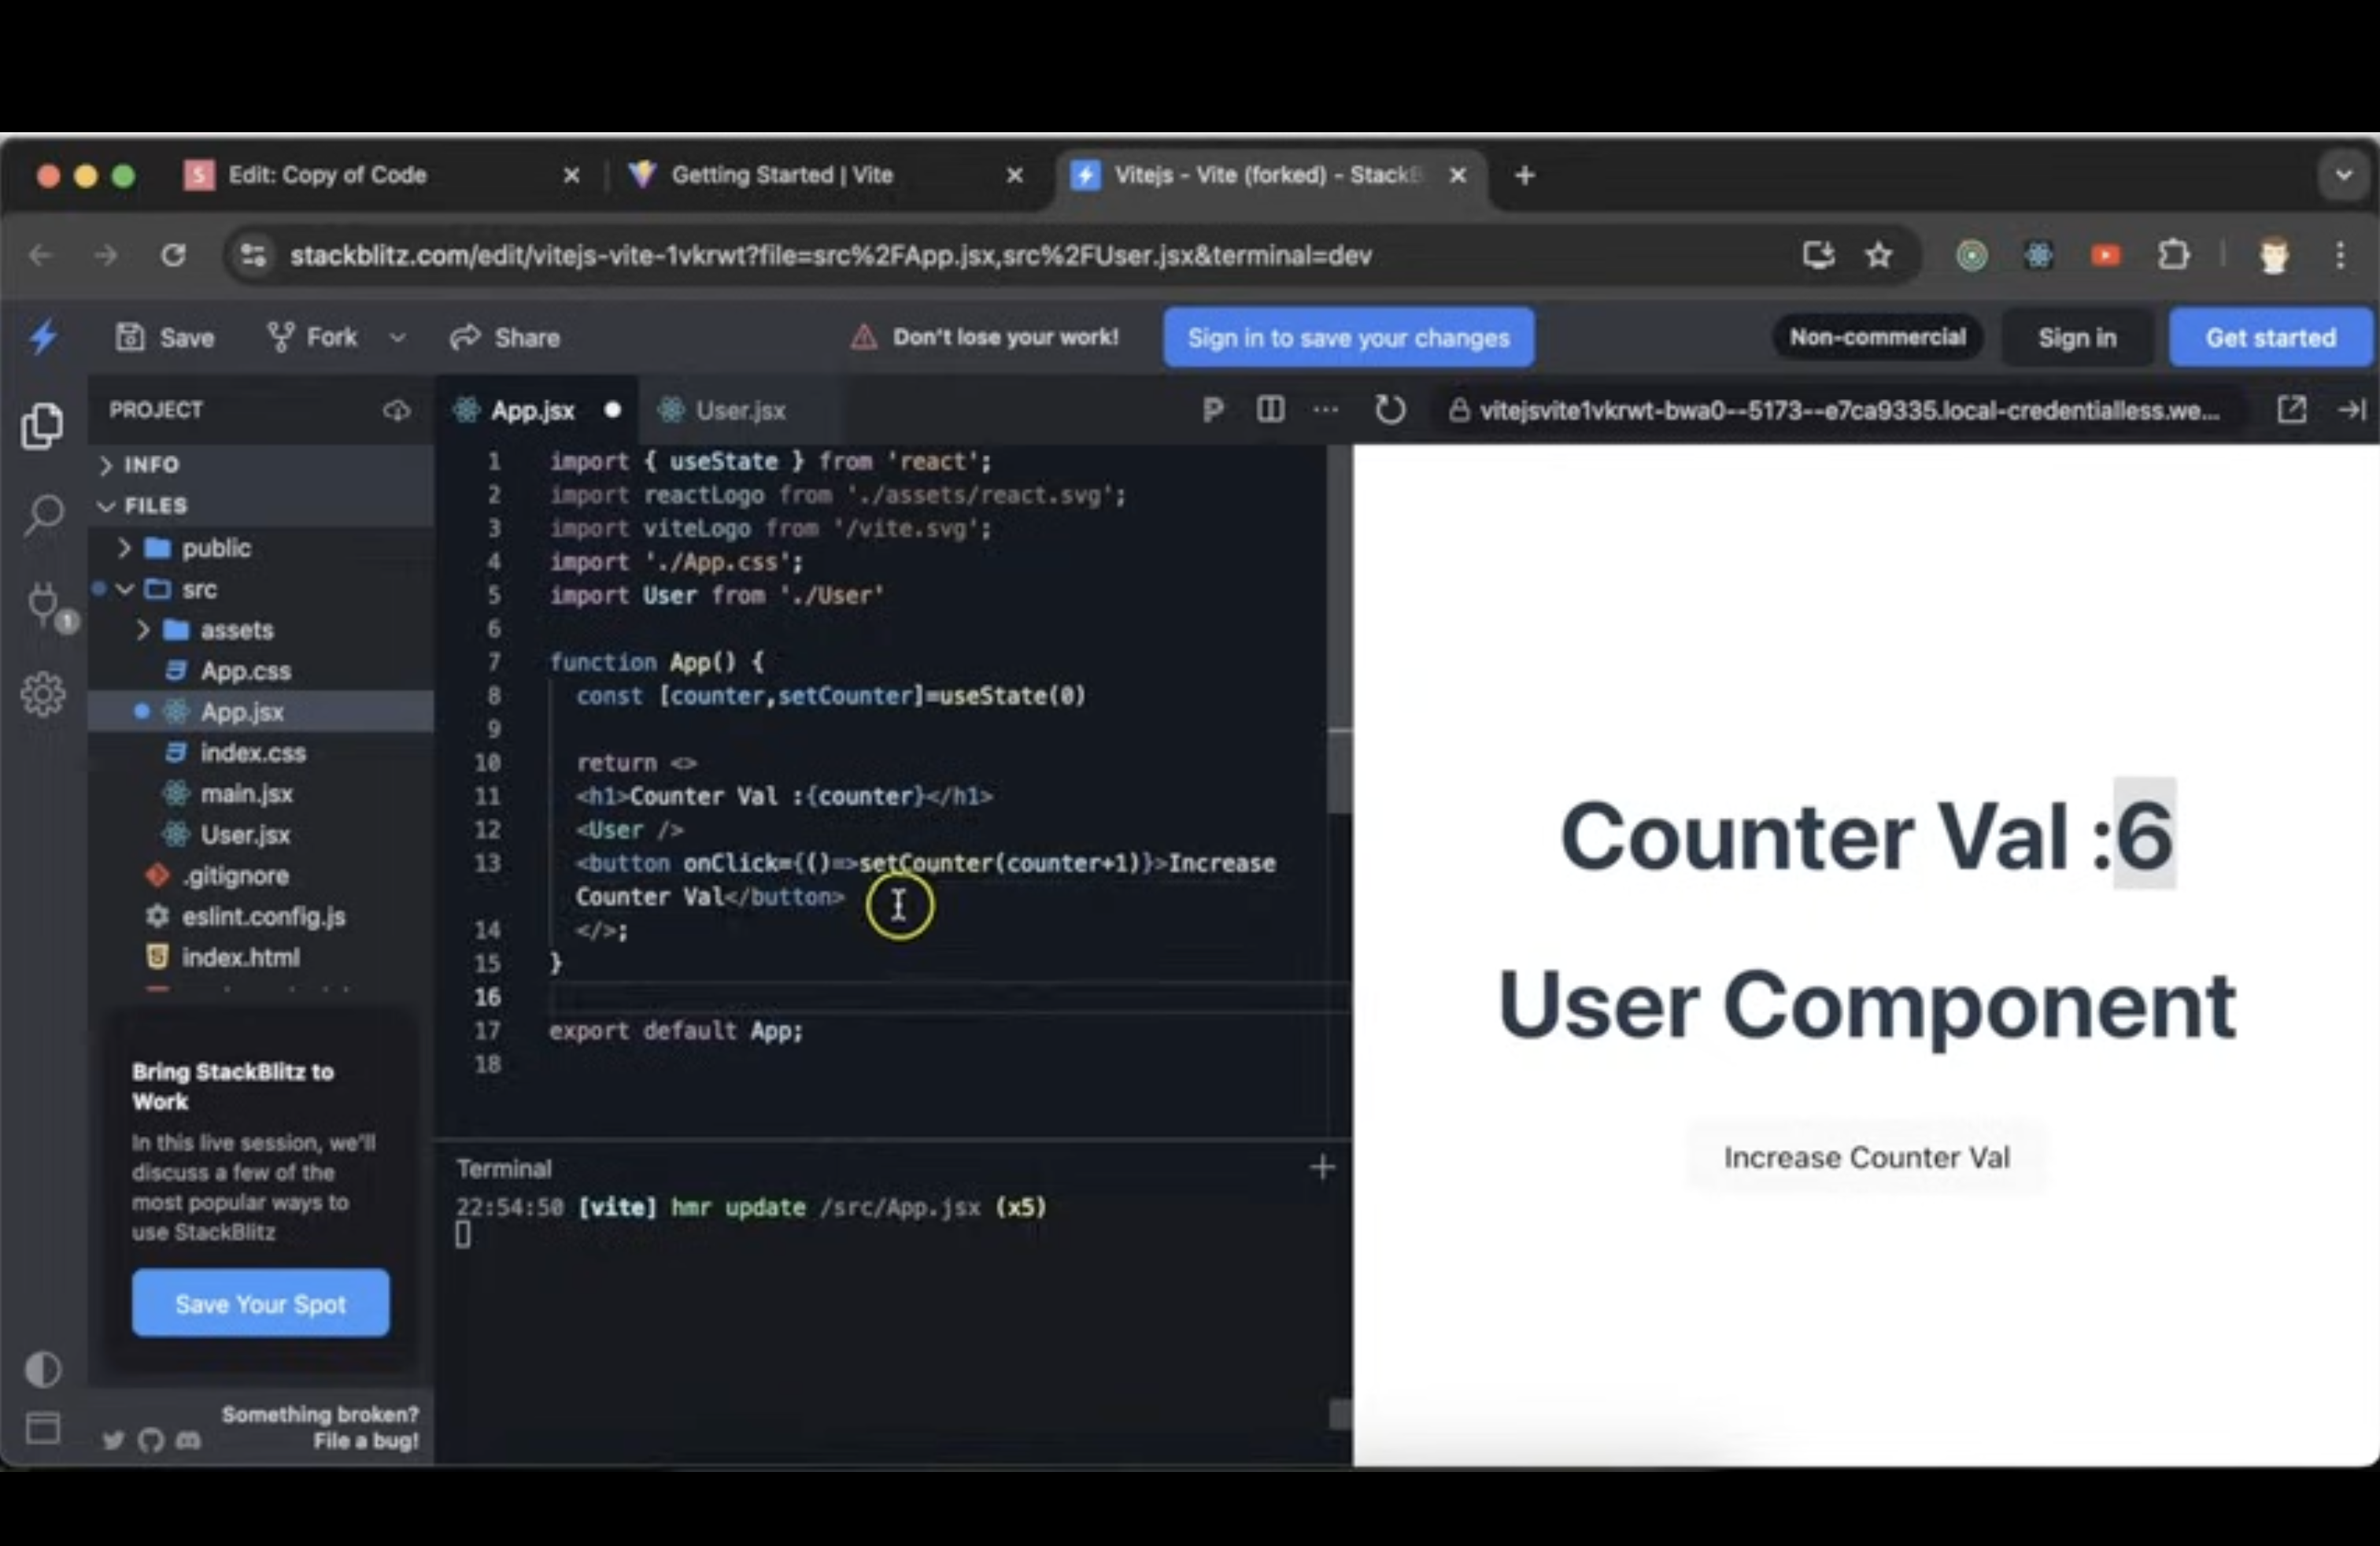 Edit: Copy of Code
Getting Started | Vite
Vitejs - Vite (forked) - StackB
stackblitz.com/edit/vitejs-vite-1vkrwt?file=src%2FApp.jsx,src%2FUser.jsx&terminal=dev
Save
Fork
Share
Don't lose your work!
Sign in to save your changes
Non-commercial
Sign in
Get started
PROJECT
INFO
FILES
public
src
assets
App.css
App.jsx
index.css
main.jsx
User.jsx
.gitignore
eslint.config.js
index.html
1
Bring StackBlitz to
Work
In this live session, we'll
discuss a few of the
most popular ways to
use StackBlitz
Save Your Spot
Something broken?
File a bug!
App.jsx
User.jsx
1 import { useState } from 'react';
2 import reactLogo from './assets/react.svg';
3 import viteLogo from '/vite.svg';
4 import './App.css';
5 import User from './User'
6
7 function App() {
8 const [counter,setCounter]=useState(0)
9
10 return <>
11 <h1>Counter Val :{counter}</h1>
12 <User />
13 <button onClick={()=>setCounter(counter+1)}>Increase
Counter Val</button>
14 </>;
15 }
16
17 export default App;
18
Terminal
22:54:50 [vite] hmr update /src/App.jsx (x5)
vitejsvite1vkrwt-bwa0--5173--e7ca9335.local-credentialless.we...
Counter Val :6
User Component
Increase Counter Val